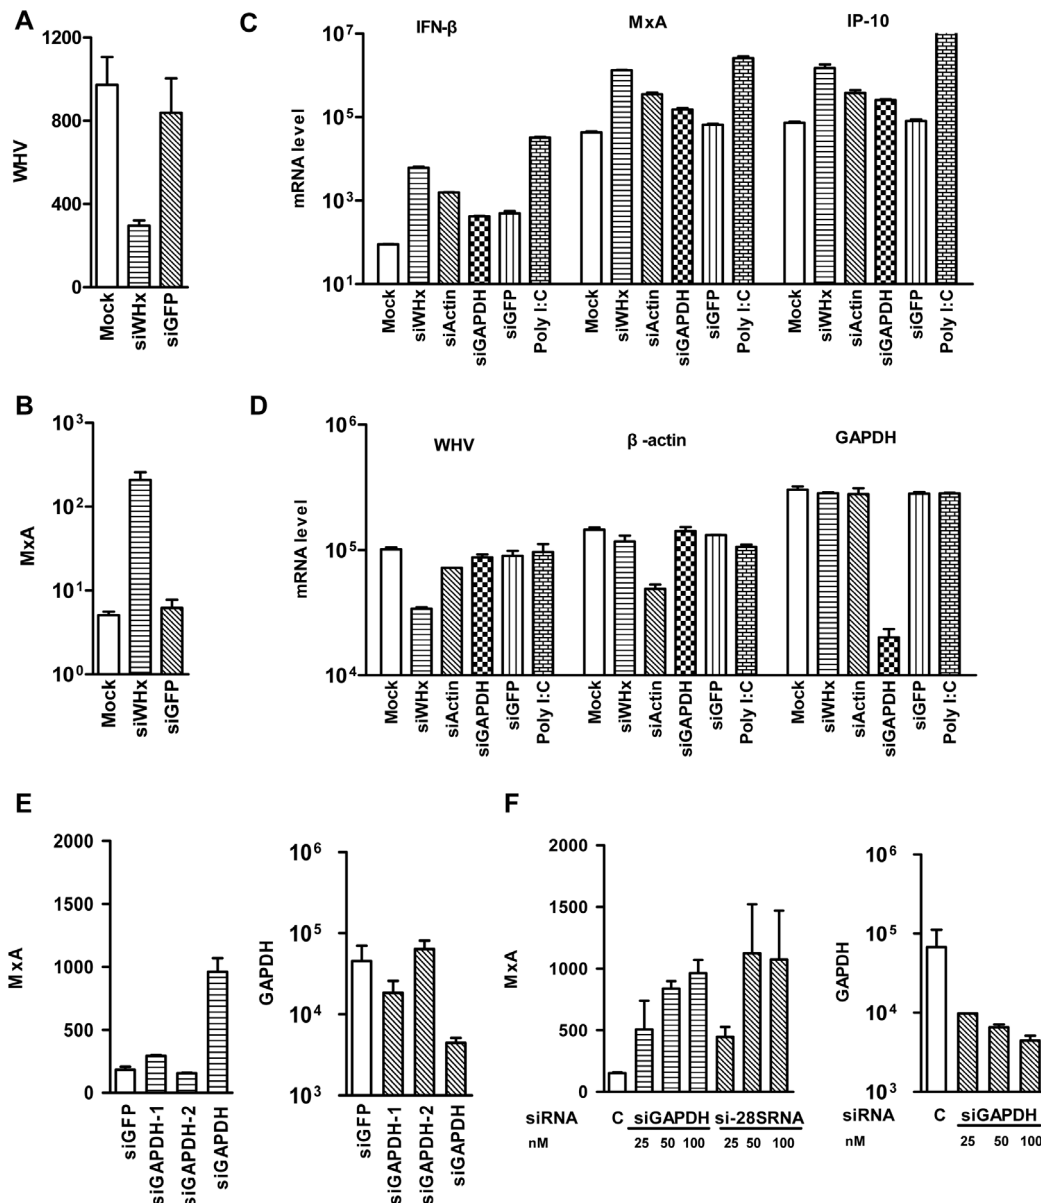 A
1200
800
400
0
WHV
Mock
siWHx
siGFP
B
10³
10²
10¹
10⁰
MxA
Mock
siWHx
siGFP
C
IFN-β
MxA
IP-10
10⁷
10⁵
10³
10¹
mRNA level
Mock
siWHx
siActin
siGAPDH
siGFP
Poly I:C
Mock
siWHx
siActin
siGAPDH
siGFP
Poly I:C
Mock
siWHx
siActin
siGAPDH
siGFP
Poly I:C
D
10⁶
10⁵
10⁴
mRNA level
WHV
β -actin
GAPDH
Mock
siWHx
siActin
siGAPDH
siGFP
Poly I:C
Mock
siWHx
siActin
siGAPDH
siGFP
Poly I:C
Mock
siWHx
siActin
siGAPDH
siGFP
Poly I:C
E
2000
1500
1000
500
0
MxA
siGFP
siGAPDH-1
siGAPDH-2
siGAPDH
10⁶
10⁵
10⁴
10³
GAPDH
siGFP
siGAPDH-1
siGAPDH-2
siGAPDH
F
2000
1500
1000
500
0
MxA
siRNA C siGAPDH si-28SRNA
nM 25 50 100 25 50 100
10⁶
10⁵
10⁴
10³
GAPDH
siRNA C siGAPDH
nM 25 50 100